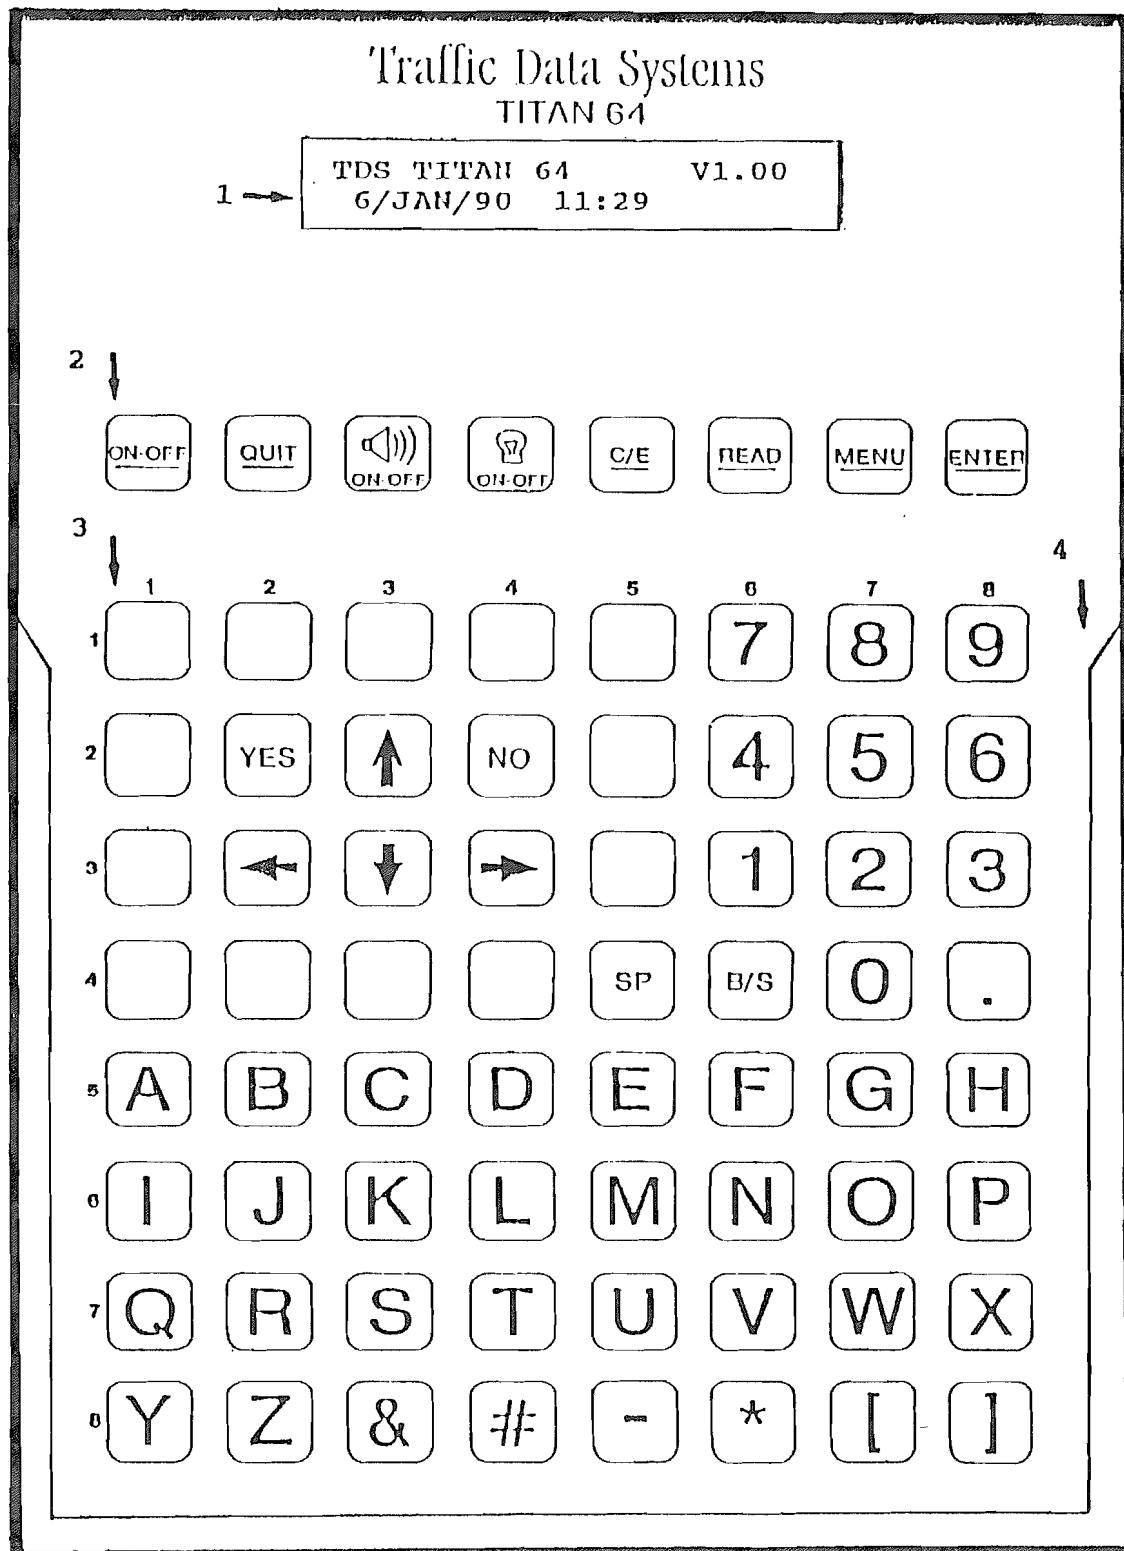 Traffic Data Systems
TITAN 64
TDS TITAN 64 V1.00
1
6/JAN/90 11:29
2
ON·OFF QUIT ON·OFF ON·OFF C/E READ MENU ENTER
3
4
1 2 3 4 5 6 7 8
1 7 8 9
2 YES NO 4 5 6
3 1 2 3
4 SP B/S 0 .
5 A B C D E F G H
6 I J K L M N O P
7 Q R S T U V W X
8 Y Z & # - * [ ]